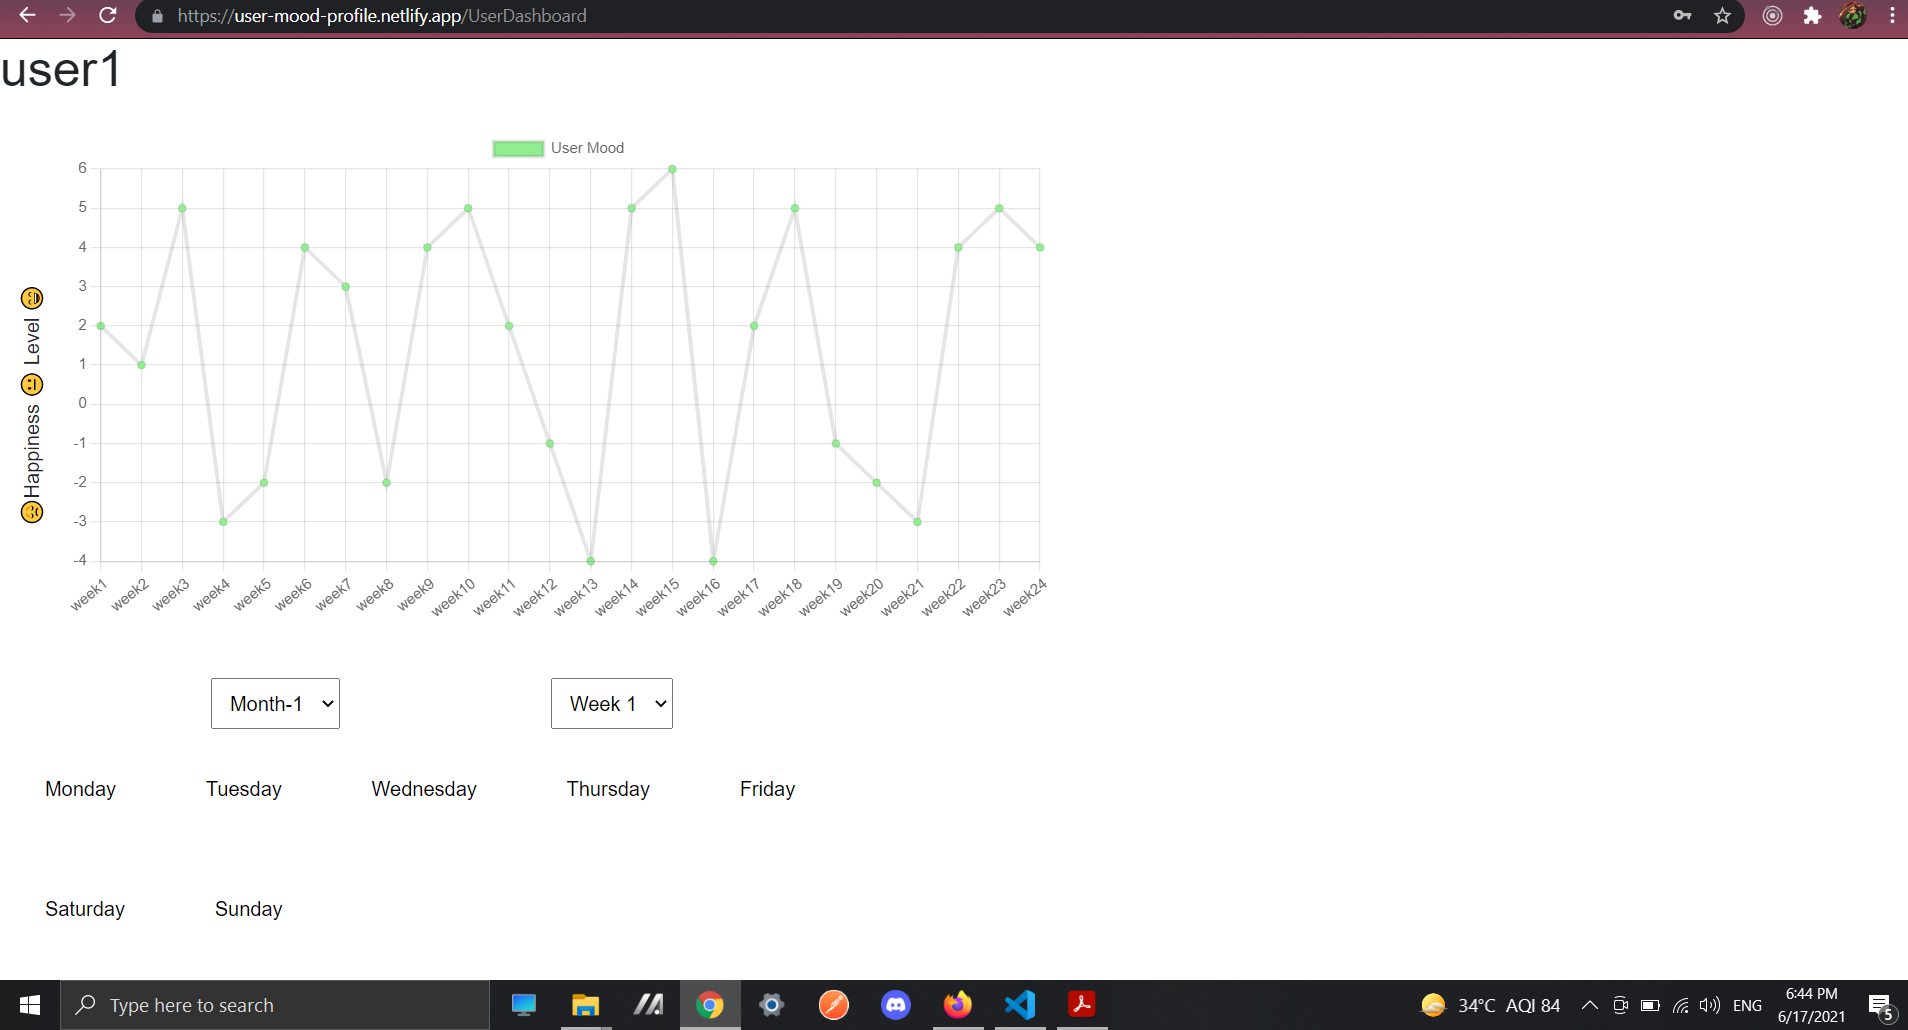 https://user-mood-profile.netlify.app/UserDashboard
user1
User Mood
6
5
4
3
2
1
0
-1
-2
-3
-4
Happiness Level
week1 week2 week3 week4 week5 week6 week7 week8 week9 week10 week11 week12 week13 week14 week15 week16 week17 week18 week19 week20 week21 week22 week23 week24
Month-1 Week 1
Monday Tuesday Wednesday Thursday Friday
Saturday Sunday
Type here to search 34°C AQI 84 ENG 6:44 PM
6/17/2021 5